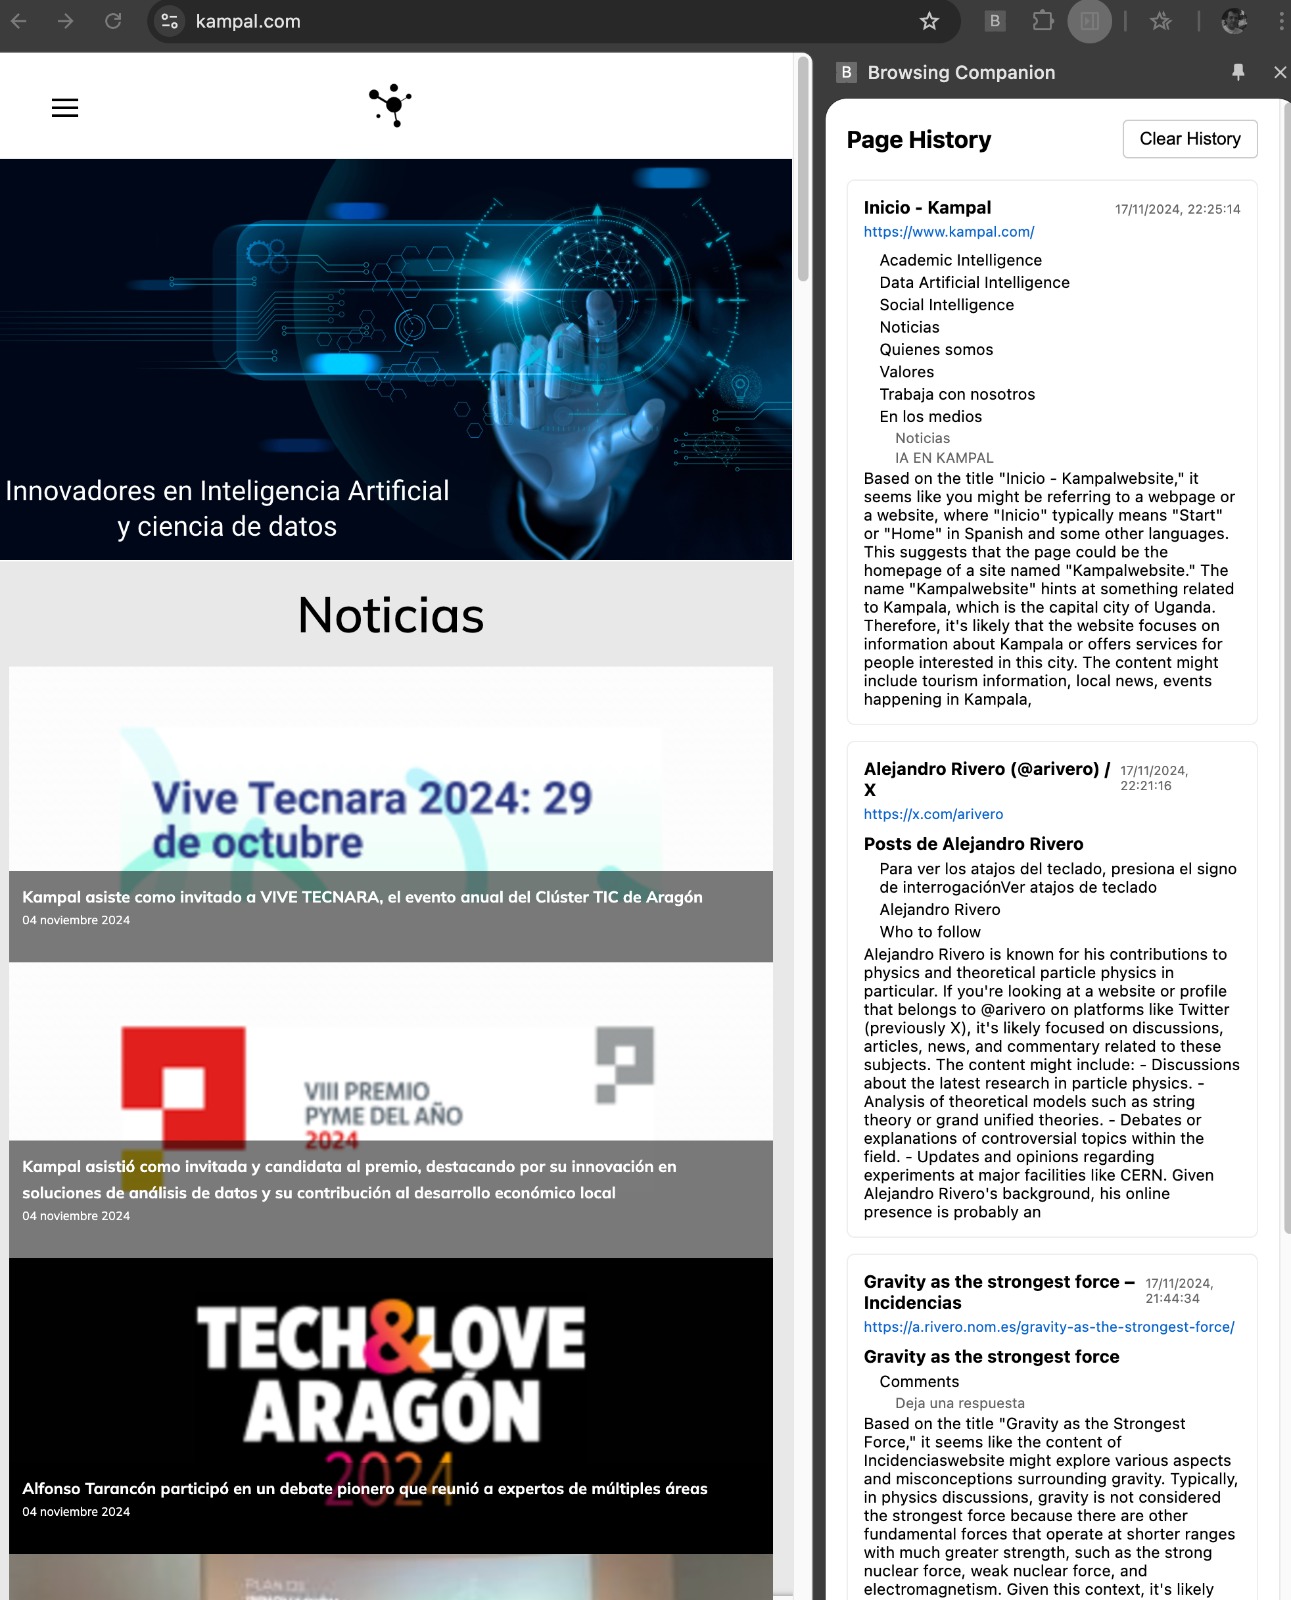 kampal.com
B
B Browsing Companion
Innovadores en Inteligencia Artificial
y ciencia de datos
Noticias
Vive Tecnara 2024: 29
de octubre
Kampal asiste como invitado a VIVE TECNARA, el evento anual del Clúster TIC de Aragón
04 noviembre 2024
VIII PREMIO
PYME DEL AÑO
2024
Kampal asistió como invitada y candidata al premio, destacando por su innovación en
soluciones de análisis de datos y su contribución al desarrollo económico local
04 noviembre 2024
TECH&LOVE
ARAGÓN
2024
Alfonso Tarancón participó en un debate pionero que reunió a expertos de múltiples áreas
04 noviembre 2024
PLAN DE
Page History
Clear History
Inicio - Kampal
17/11/2024, 22:25:14
https://www.kampal.com/
Academic Intelligence
Data Artificial Intelligence
Social Intelligence
Noticias
Quienes somos
Valores
Trabaja con nosotros
En los medios
Noticias
IA EN KAMPAL
Based on the title "Inicio - Kampalwebsite," it
seems like you might be referring to a webpage or
a website, where "Inicio" typically means "Start"
or "Home" in Spanish and some other languages.
This suggests that the page could be the
homepage of a site named "Kampalwebsite." The
name "Kampalwebsite" hints at something related
to Kampala, which is the capital city of Uganda.
Therefore, it's likely that the website focuses on
information about Kampala or offers services for
people interested in this city. The content might
include tourism information, local news, events
happening in Kampala,
Alejandro Rivero (@arivero) /
X
17/11/2024,
22:21:16
https://x.com/arivero
Posts de Alejandro Rivero
Para ver los atajos del teclado, presiona el signo
de interrogaciónVer atajos de teclado
Alejandro Rivero
Who to follow
Alejandro Rivero is known for his contributions to
physics and theoretical particle physics in
particular. If you're looking at a website or profile
that belongs to @arivero on platforms like Twitter
(previously X), it's likely focused on discussions,
articles, news, and commentary related to these
subjects. The content might include: - Discussions
about the latest research in particle physics. -
Analysis of theoretical models such as string
theory or grand unified theories. - Debates or
explanations of controversial topics within the
field. - Updates and opinions regarding
experiments at major facilities like CERN. Given
Alejandro Rivero's background, his online
presence is probably an
Gravity as the strongest force –
Incidencias
17/11/2024,
21:44:34
https://a.rivero.nom.es/gravity-as-the-strongest-force/
Gravity as the strongest force
Comments
Deja una respuesta
Based on the title "Gravity as the Strongest
Force," it seems like the content of
Incidenciaswebsite might explore various aspects
and misconceptions surrounding gravity. Typically,
in physics discussions, gravity is not considered
the strongest force because there are other
fundamental forces that operate at shorter ranges
with much greater strength, such as the strong
nuclear force, weak nuclear force, and
electromagnetism. Given this context, it's likely